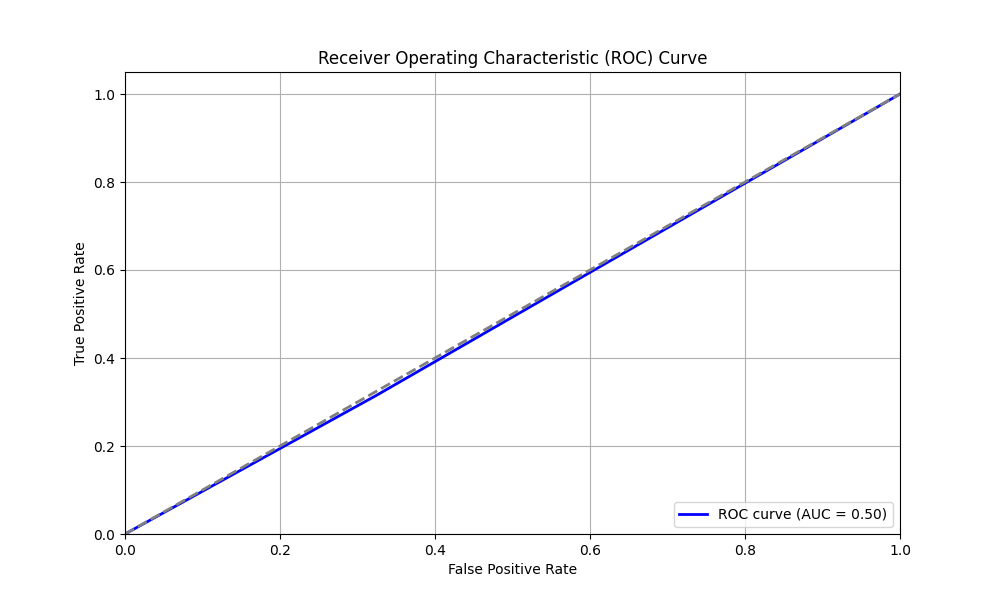 Receiver Operating Characteristic (ROC) Curve
True Positive Rate
1.0
0.8
0.6
0.4
0.2
0.0
ROC curve (AUC = 0.50)
0.0 0.2 0.4 0.6 0.8 1.0
False Positive Rate